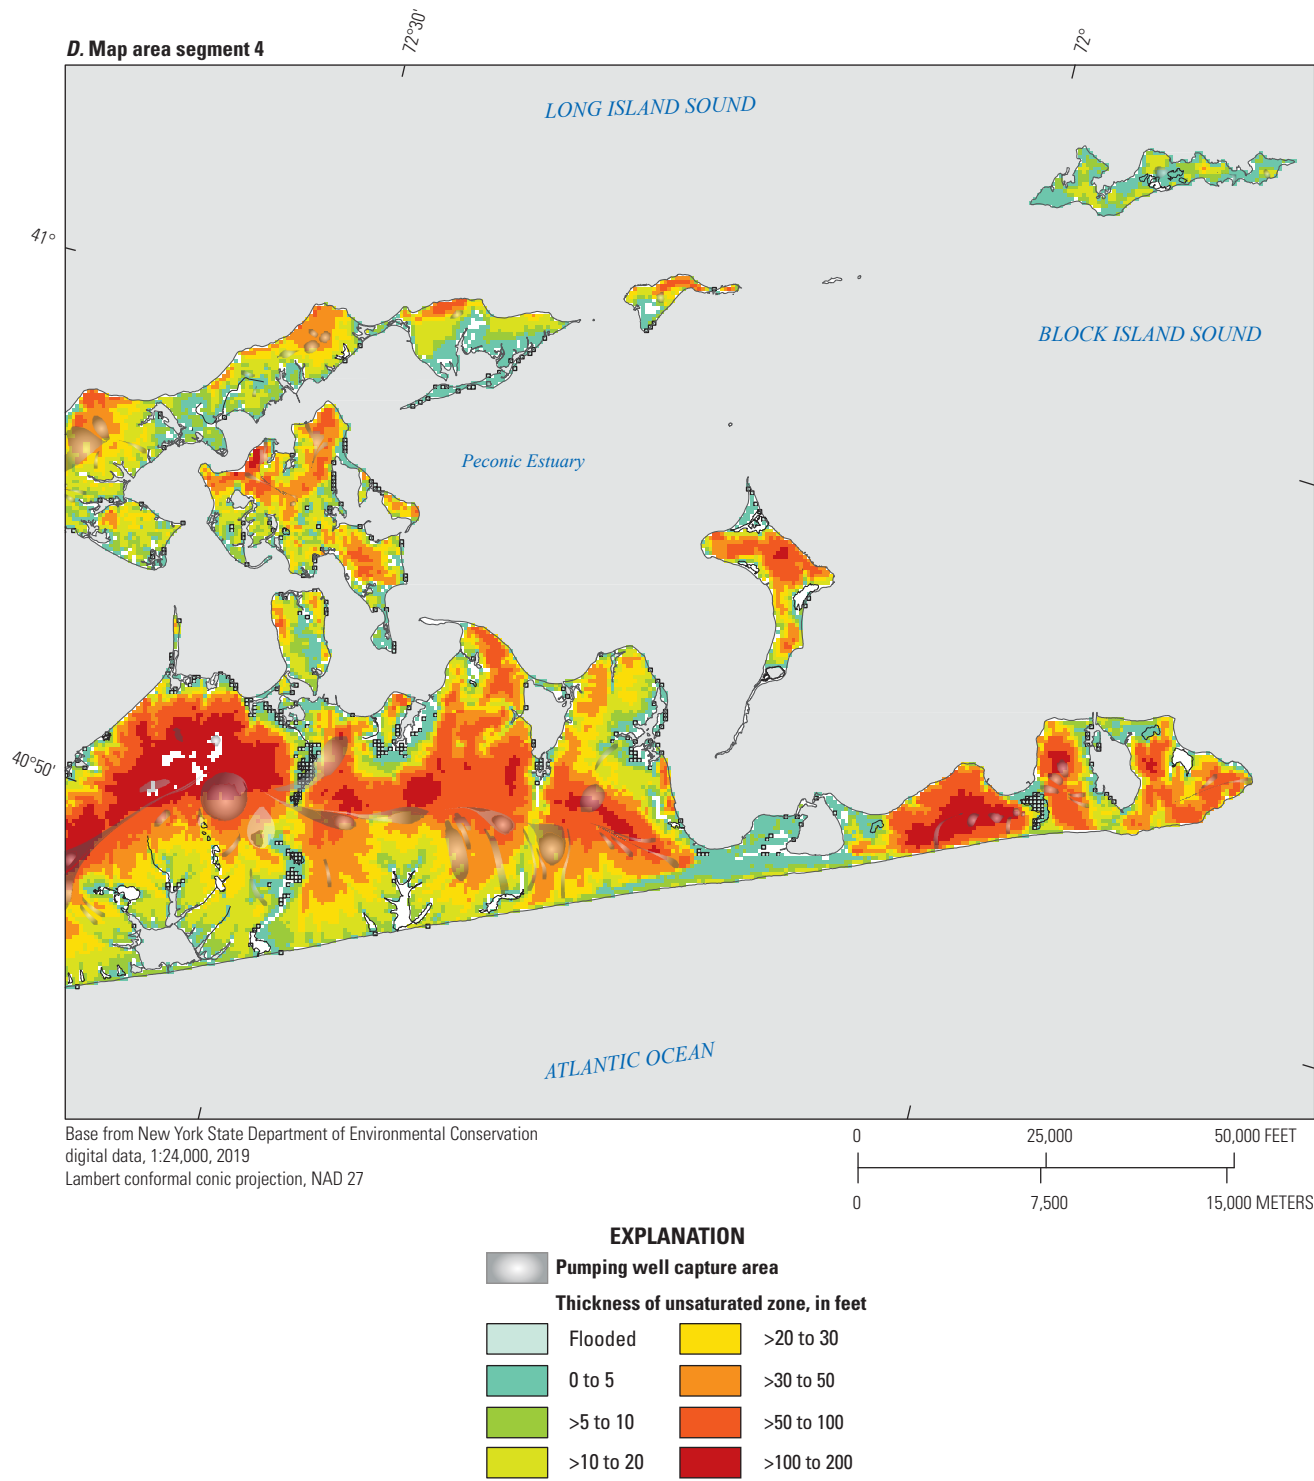 D. Map area segment 4
72°30'
72°
LONG ISLAND SOUND
41°
BLOCK ISLAND SOUND
Peconic Estuary
40°50'
ATLANTIC OCEAN
Base from New York State Department of Environmental Conservation
digital data, 1:24,000, 2019
Lambert conformal conic projection, NAD 27
0 25,000 50,000 FEET
0 7,500 15,000 METERS
EXPLANATION
Pumping well capture area
Thickness of unsaturated zone, in feet
Flooded >20 to 30
0 to 5 >30 to 50
>5 to 10 >50 to 100
>10 to 20 >100 to 200